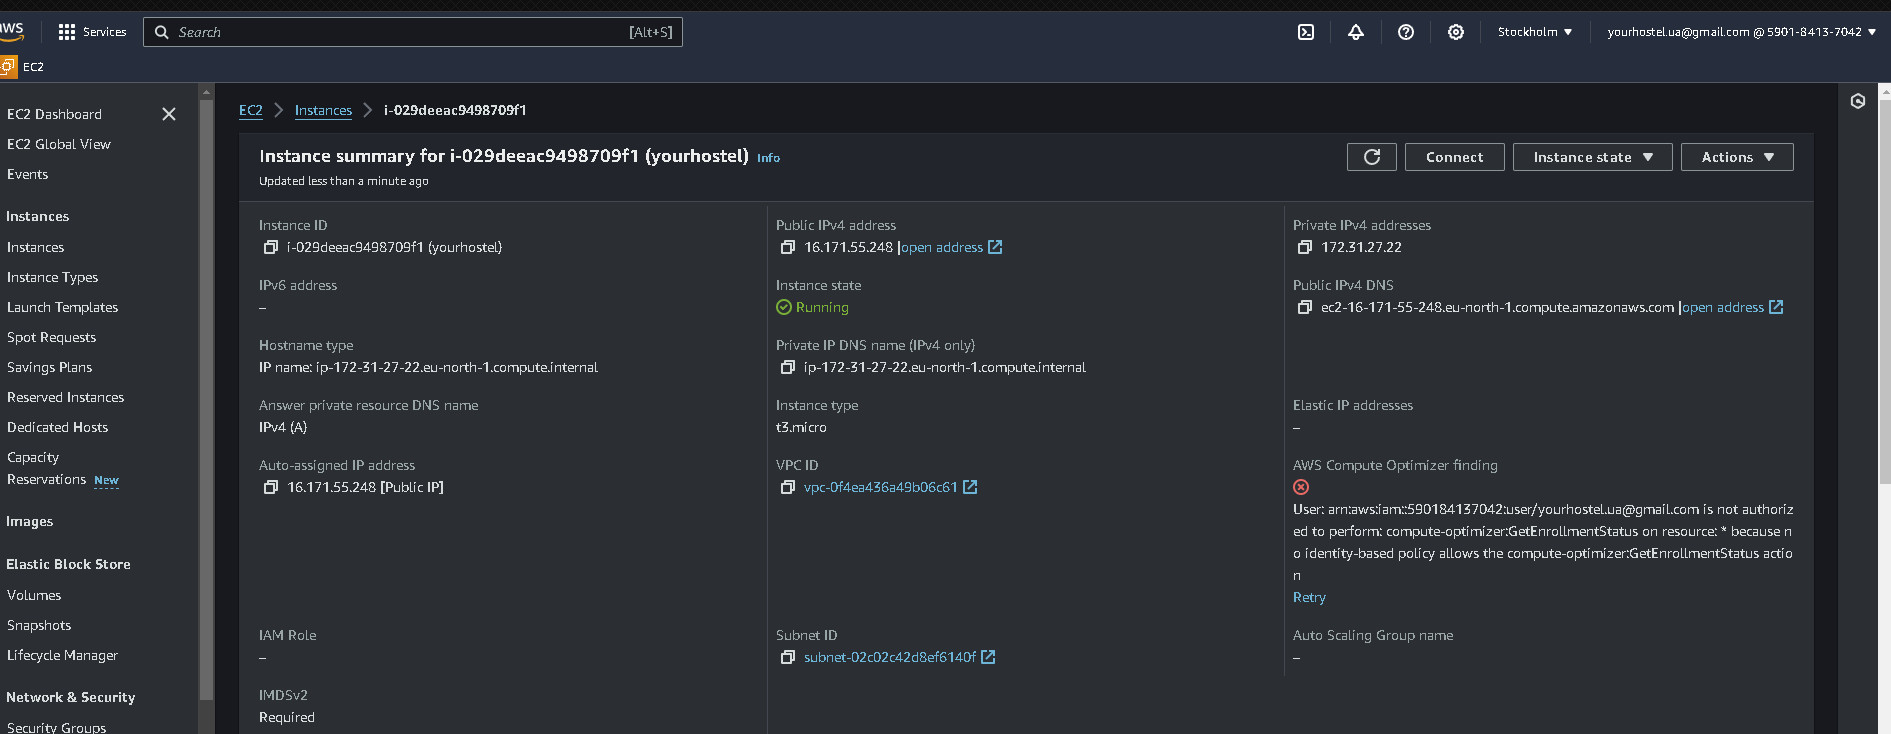 aws
Services
Search
[Alt+S]
Stockholm
yourhostel.ua@gmail.com @ 5901-8413-7042
EC2
EC2 Dashboard
EC2 Global View
Events
Instances
Instances
Instance Types
Launch Templates
Spot Requests
Savings Plans
Reserved Instances
Dedicated Hosts
Capacity
Reservations New
Images
Elastic Block Store
Volumes
Snapshots
Lifecycle Manager
Network & Security
Security Groups
EC2
Instances
i-029deeac9498709f1
Instance summary for i-029deeac9498709f1 (yourhostel) Info
Updated less than a minute ago
Connect
Instance state
Actions
Instance ID
i-029deeac9498709f1 (yourhostel)
Public IPv4 address
16.171.55.248 |open address
Private IPv4 addresses
172.31.27.22
IPv6 address
–
Instance state
Running
Public IPv4 DNS
ec2-16-171-55-248.eu-north-1.compute.amazonaws.com |open address
Hostname type
IP name: ip-172-31-27-22.eu-north-1.compute.internal
Private IP DNS name (IPv4 only)
ip-172-31-27-22.eu-north-1.compute.internal
Answer private resource DNS name
IPv4 (A)
Instance type
t3.micro
Elastic IP addresses
–
Auto-assigned IP address
16.171.55.248 [Public IP]
VPC ID
vpc-0f4ea436a49b06c61
AWS Compute Optimizer finding
User: arn:aws:iam::590184137042:user/yourhostel.ua@gmail.com is not authoriz
ed to perform: compute-optimizer:GetEnrollmentStatus on resource: * because n
o identity-based policy allows the compute-optimizer:GetEnrollmentStatus actio
n
Retry
IAM Role
–
Subnet ID
subnet-02c02c42d8ef6140f
Auto Scaling Group name
–
IMDSv2
Required